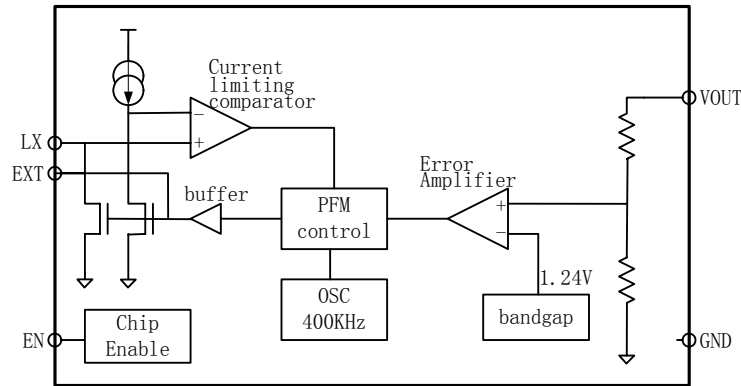 Current
limiting
comparator
VOUT
LX
EXT
−
+
Error
Amplifier
buffer
PFM
control
+
−
1.24V
OSC
400KHz
bandgap
EN
Chip
Enable
GND